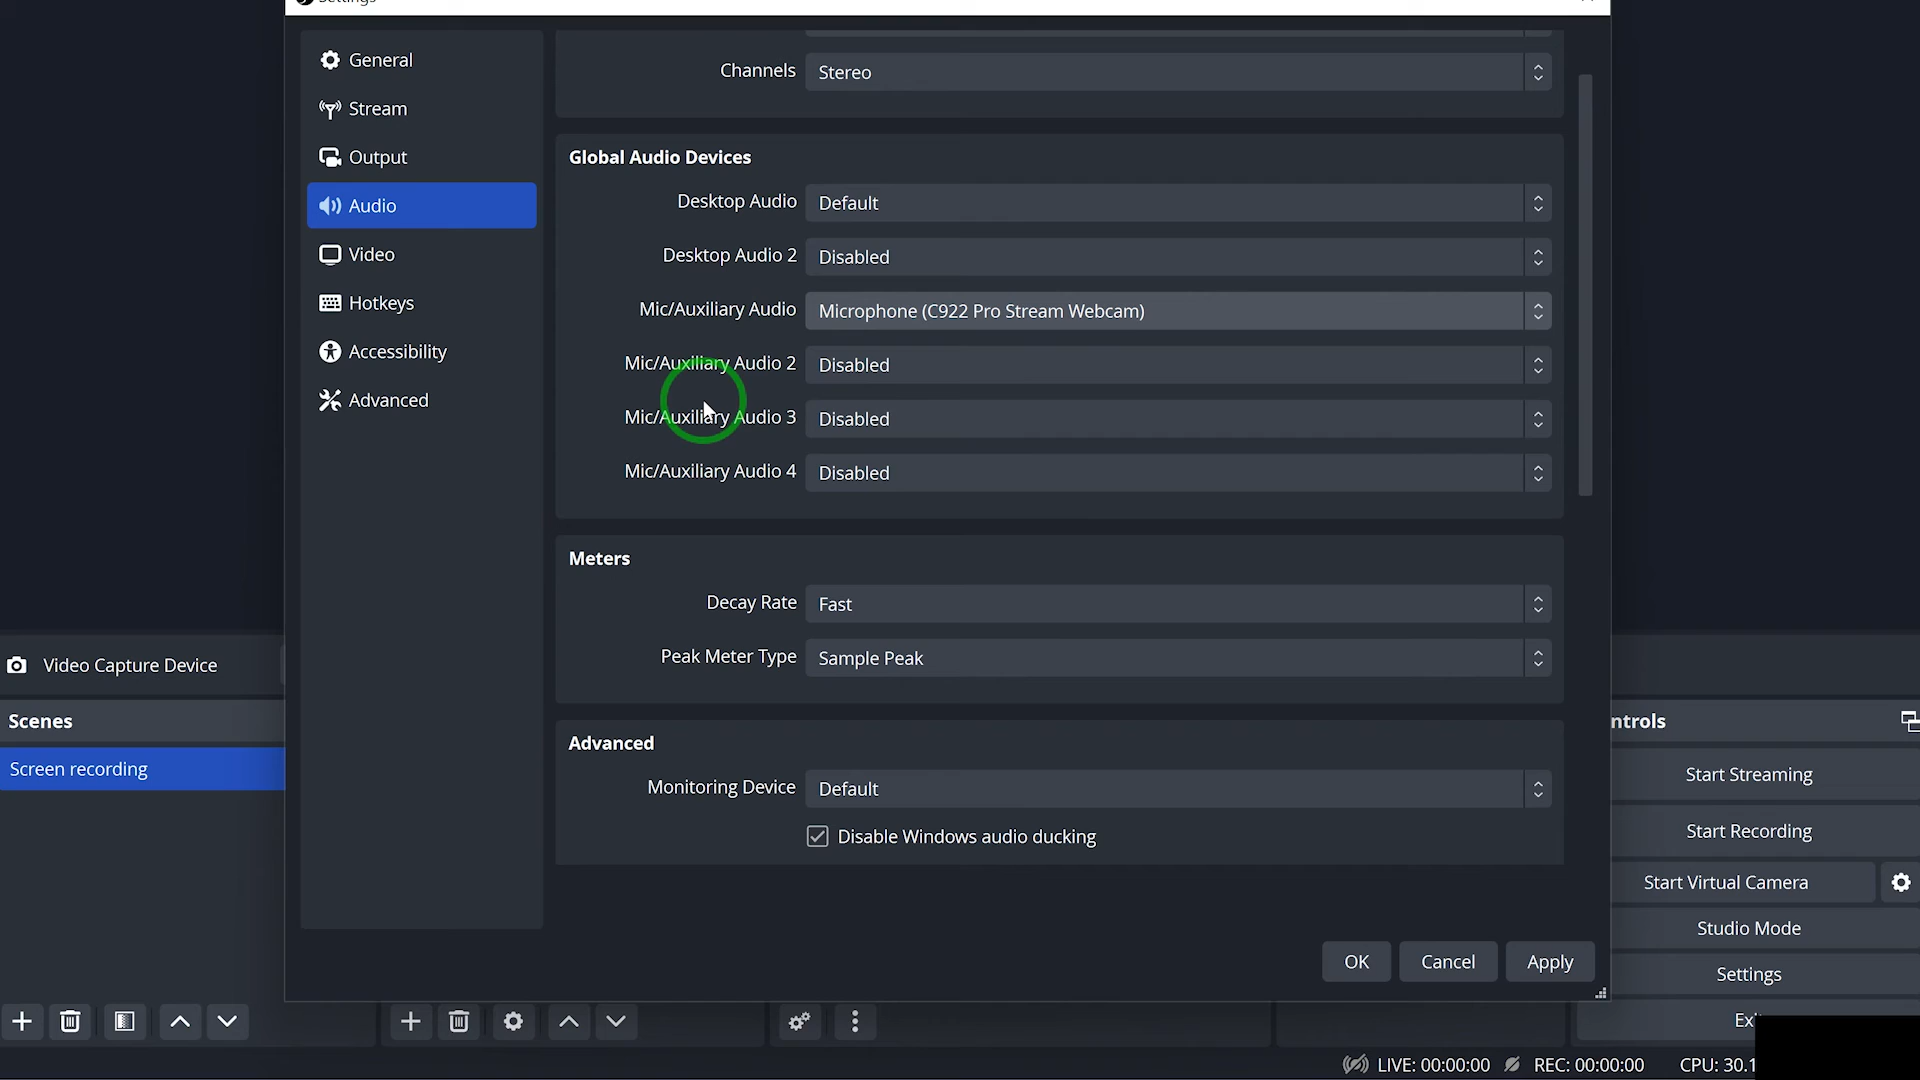 General
Stream
Output
Audio
Video
Hotkeys
Accessibility
Advanced
Channels Stereo
Global Audio Devices
Desktop Audio Default
Desktop Audio 2 Disabled
Mic/Auxiliary Audio Microphone (C922 Pro Stream Webcam)
Mic/Auxiliary Audio 2 Disabled
Mic/Auxiliary Audio 3 Disabled
Mic/Auxiliary Audio 4 Disabled
Meters
Decay Rate Fast
Peak Meter Type Sample Peak
Advanced
Monitoring Device Default
Disable Windows audio ducking
OK Cancel Apply
Video Capture Device
Scenes
Screen recording
ntrols
Start Streaming
Start Recording
Start Virtual Camera
Studio Mode
Settings
LIVE: 00:00:00 REC: 00:00:00 CPU: 30.1